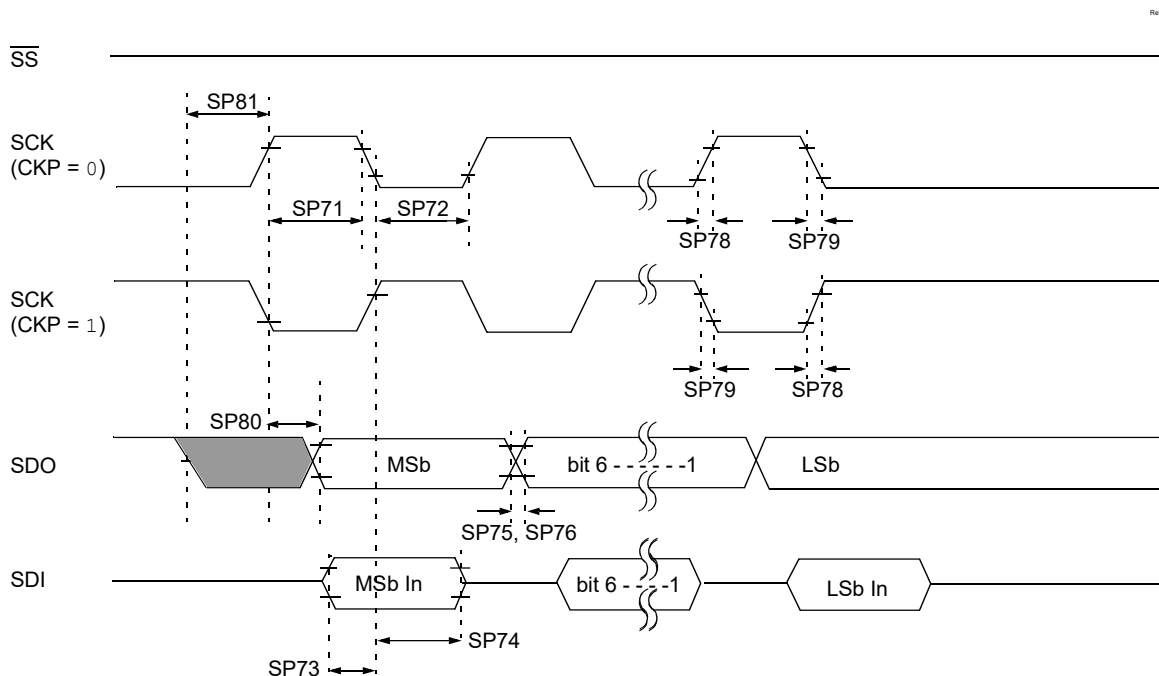 Re
SS
SP81
SCK
(CKP = 0)
SP71
SP72
SP78
SP79
SCK
(CKP = 1)
SP79
SP78
SP80
SDO
MSb
bit 6 - - - - - -1
LSb
SP75, SP76
SDI
MSb In
bit 6 - - - - -1
LSb In
SP74
SP73